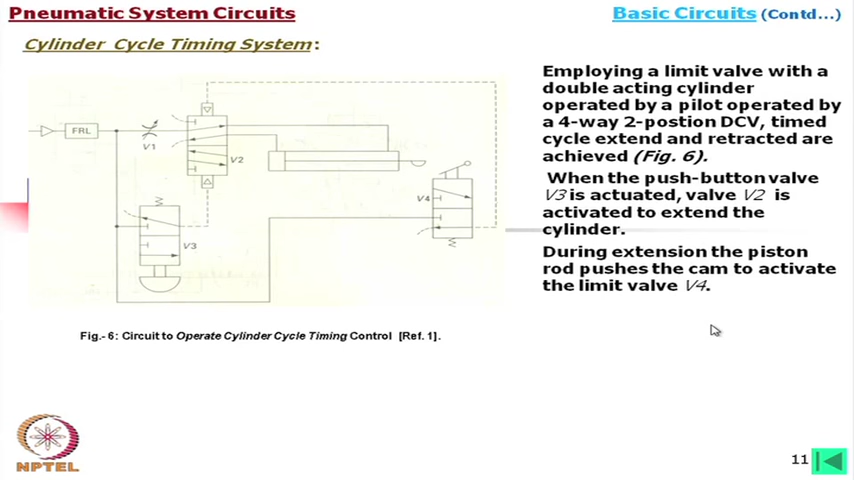 Pneumatic System Circuits
Basic Circuits (Contd...)
Cylinder Cycle Timing System:
FRL
V1
V2
V3
V4
Fig.- 6: Circuit to Operate Cylinder Cycle Timing Control [Ref. 1].
Employing a limit valve with a
double acting cylinder
operated by a pilot operated by
a 4-way 2-postion DCV, timed
cycle extend and retracted are
achieved (Fig. 6).
When the push-button valve
V3 is actuated, valve V2 is
activated to extend the
cylinder.
During extension the piston
rod pushes the cam to activate
the limit valve V4.
NPTEL
11